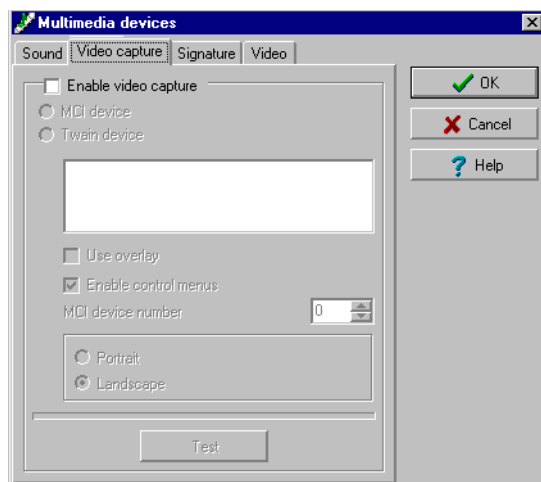 Multimedia devices
Sound Video capture Signature Video
Enable video capture
MCI device
Twain device
Use overlay
Enable control menus
MCI device number 0
Portrait
Landscape
Test
OK
Cancel
Help